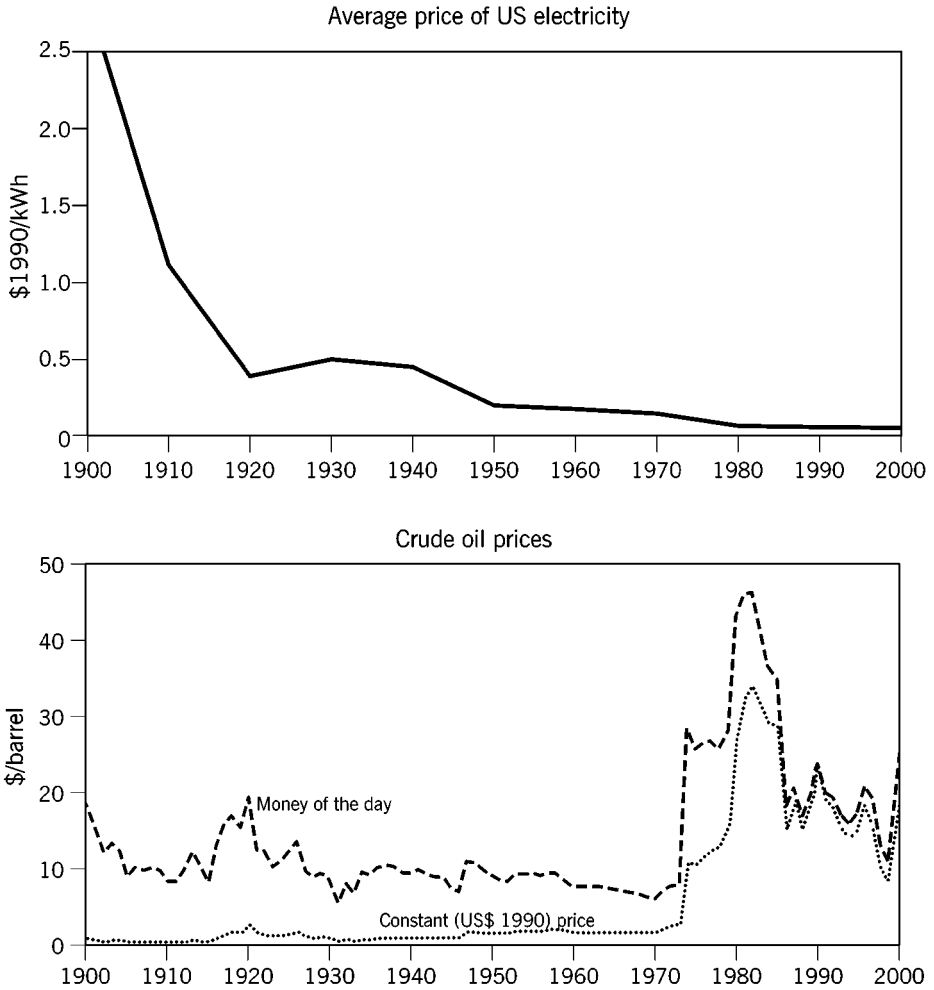 Average price of US electricity
2.5
2.0
1.5
1.0
0.5
0
$1990/kWh
1900 1910 1920 1930 1940 1950 1960 1970 1980 1990 2000
Crude oil prices
50
40
30
20
10
0
$/barrel
Money of the day
Constant (US$ 1990) price
1900 1910 1920 1930 1940 1950 1960 1970 1980 1990 2000